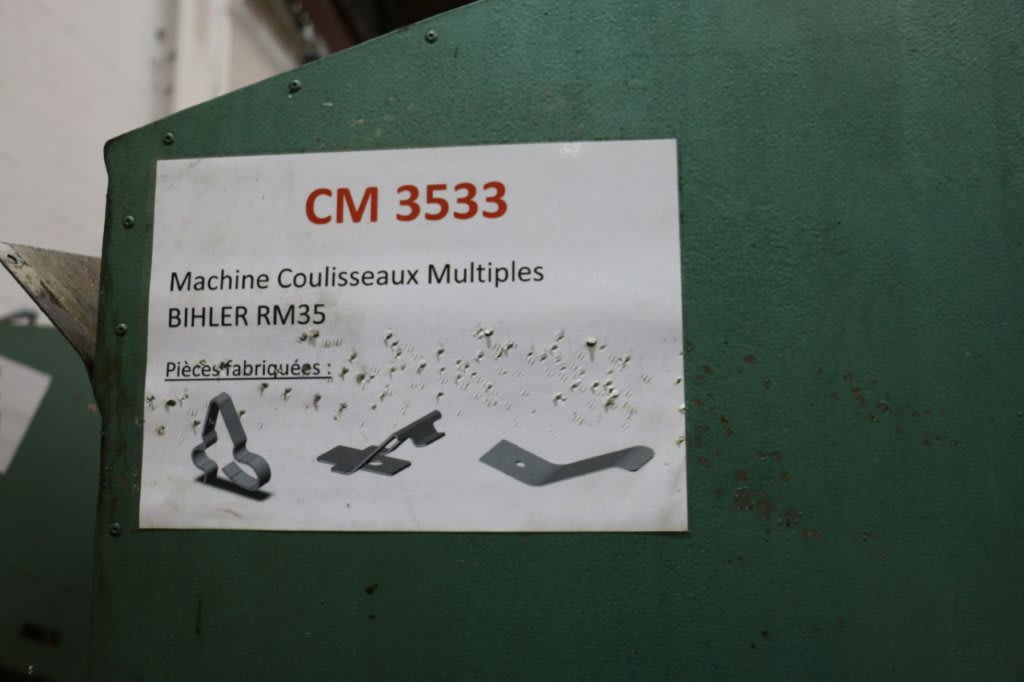 CM 3533
Machine Coulisseaux Multiples
BIHLER RM35
Pièces fabriquées :